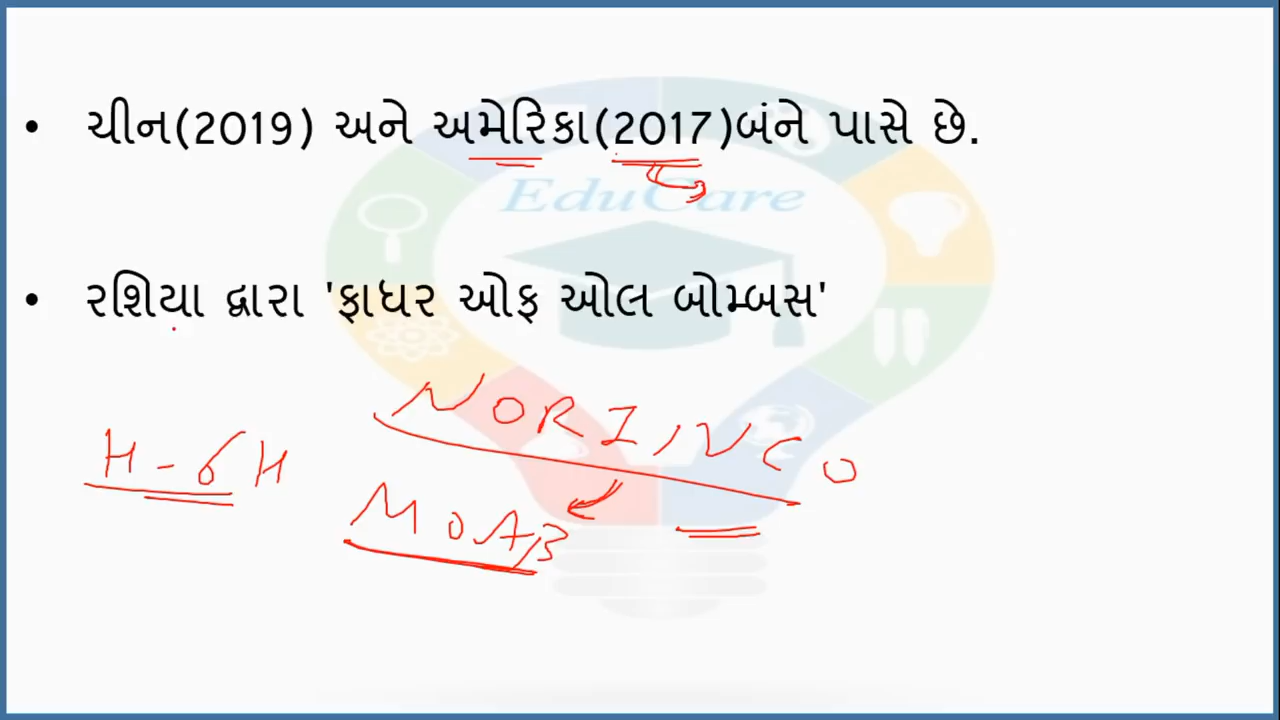 • ચીન(2019) અને અમેરિકા(2017)બંને પાસે છે.
EduCare
• રશિયા દ્વારા 'ફાધર ઓફ ઓલ બોમ્બસ'
NORINCO
H-6H
MOAB